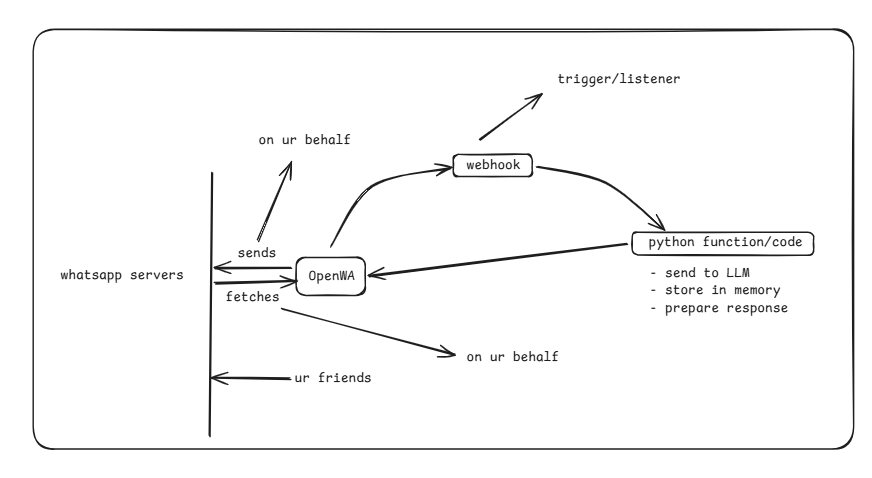 trigger/listener
on ur behalf
webhook
python function/code
sends
whatsapp servers
OpenWA
- send to LLM
- store in memory
- prepare response
fetches
on ur behalf
ur friends